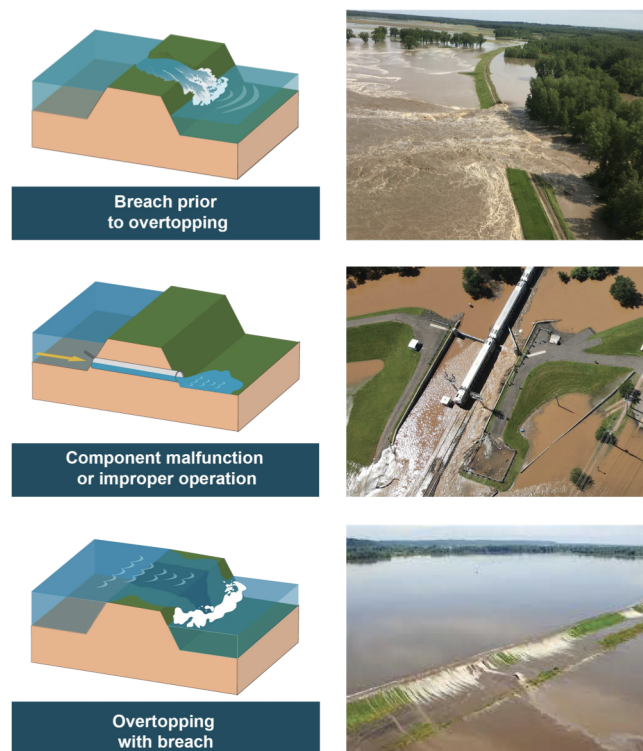 Breach prior
to overtopping
Component malfunction
or improper operation
Overtopping
with breach